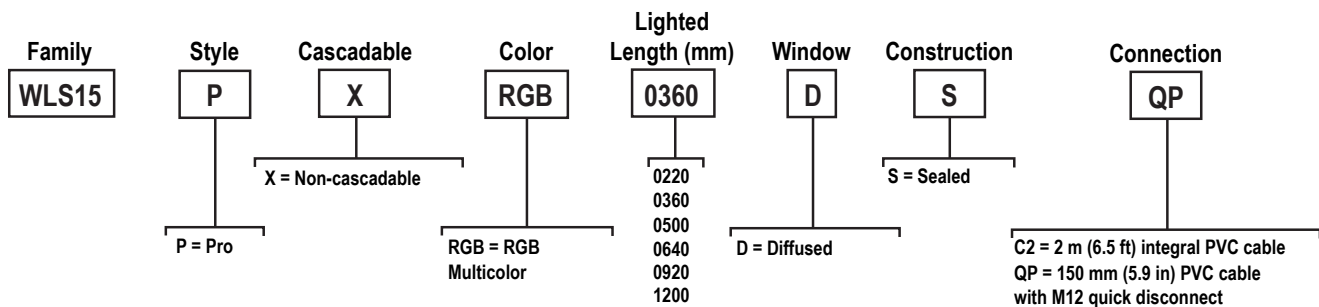 Family
Style
Cascadable
Color
Lighted
Length (mm)
Window
Construction
Connection
WLS15
P
X
RGB
0360
D
S
QP
P = Pro
X = Non-cascadable
RGB = RGB
Multicolor
0220
0360
0500
0640
0920
1200
D = Diffused
S = Sealed
C2 = 2 m (6.5 ft) integral PVC cable
QP = 150 mm (5.9 in) PVC cable
with M12 quick disconnect